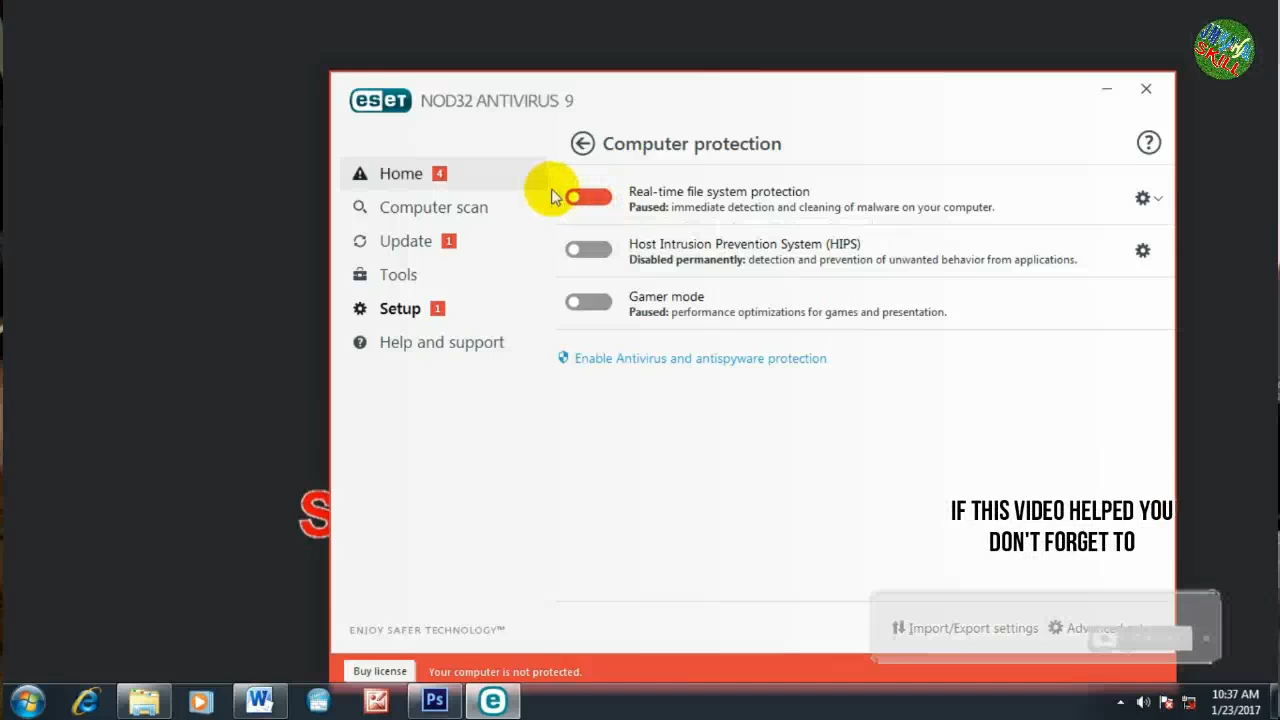 SKILL
eset NOD32 ANTIVIRUS 9
Computer protection
Home 4
Computer scan
Update 1
Tools
Setup 1
Help and support
Real-time file system protection
Paused: immediate detection and cleaning of malware on your computer.
Host Intrusion Prevention System (HIPS)
Disabled permanently: detection and prevention of unwanted behavior from applications.
Gamer mode
Paused: performance optimizations for games and presentation.
Enable Antivirus and antispyware protection
S
IF THIS VIDEO HELPED YOU
DON'T FORGET TO
Import/Export settings
ENJOY SAFER TECHNOLOGY™
Buy license Your computer is not protected.
W
Ps
e
10:37 AM
1/23/2017